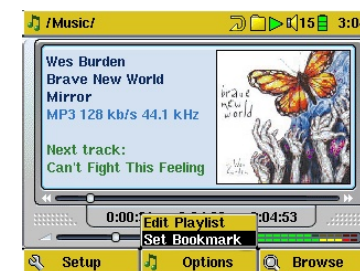 /Music/ 15 3:0
Wes Burden
Brave New World
Mirror
MP3 128 kb/s 44.1 kHz
Next track:
Can't Fight This Feeling
brave
new
world
0:00: :04:53
Edit Playlist
Set Bookmark
Setup Options Browse